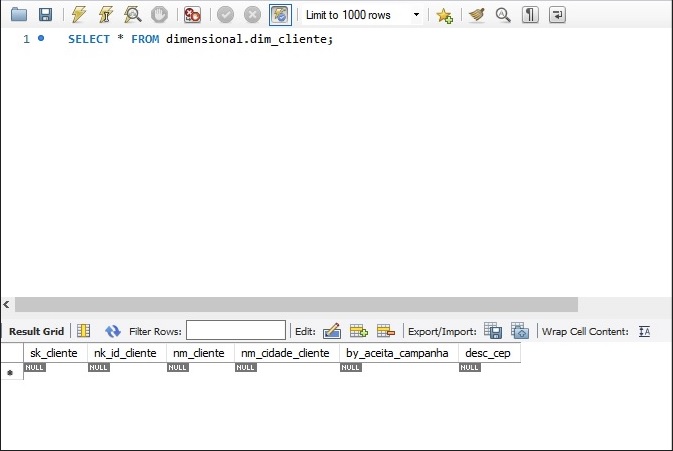 Limit to 1000 rows
1 SELECT * FROM dimensional.dim_cliente;
Result Grid Filter Rows: Edit: Export/Import: Wrap Cell Content: IA
sk_cliente nk_id_cliente nm_cliente nm_cidade_cliente by_aceita_campanha desc_cep
* NULL NULL NULL NULL NULL NULL